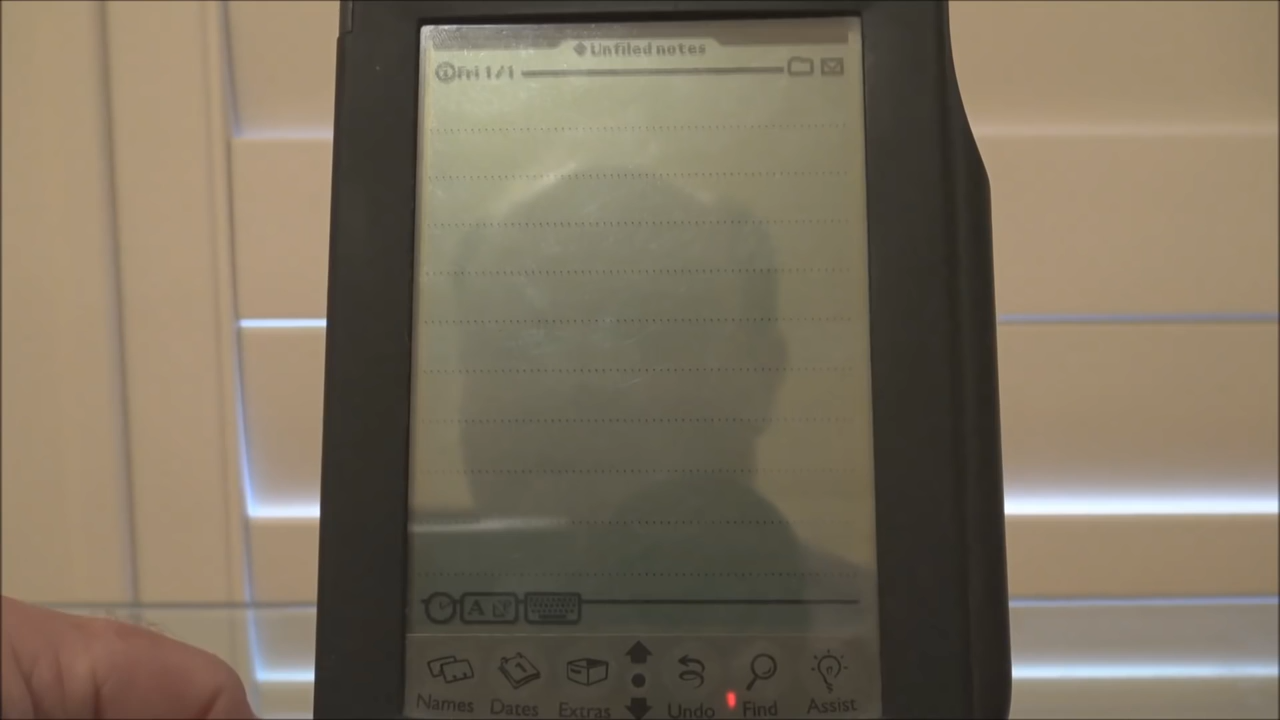 Unfiled notes
Fri 1/1
A
Names Dates Extras Undo Find Assist